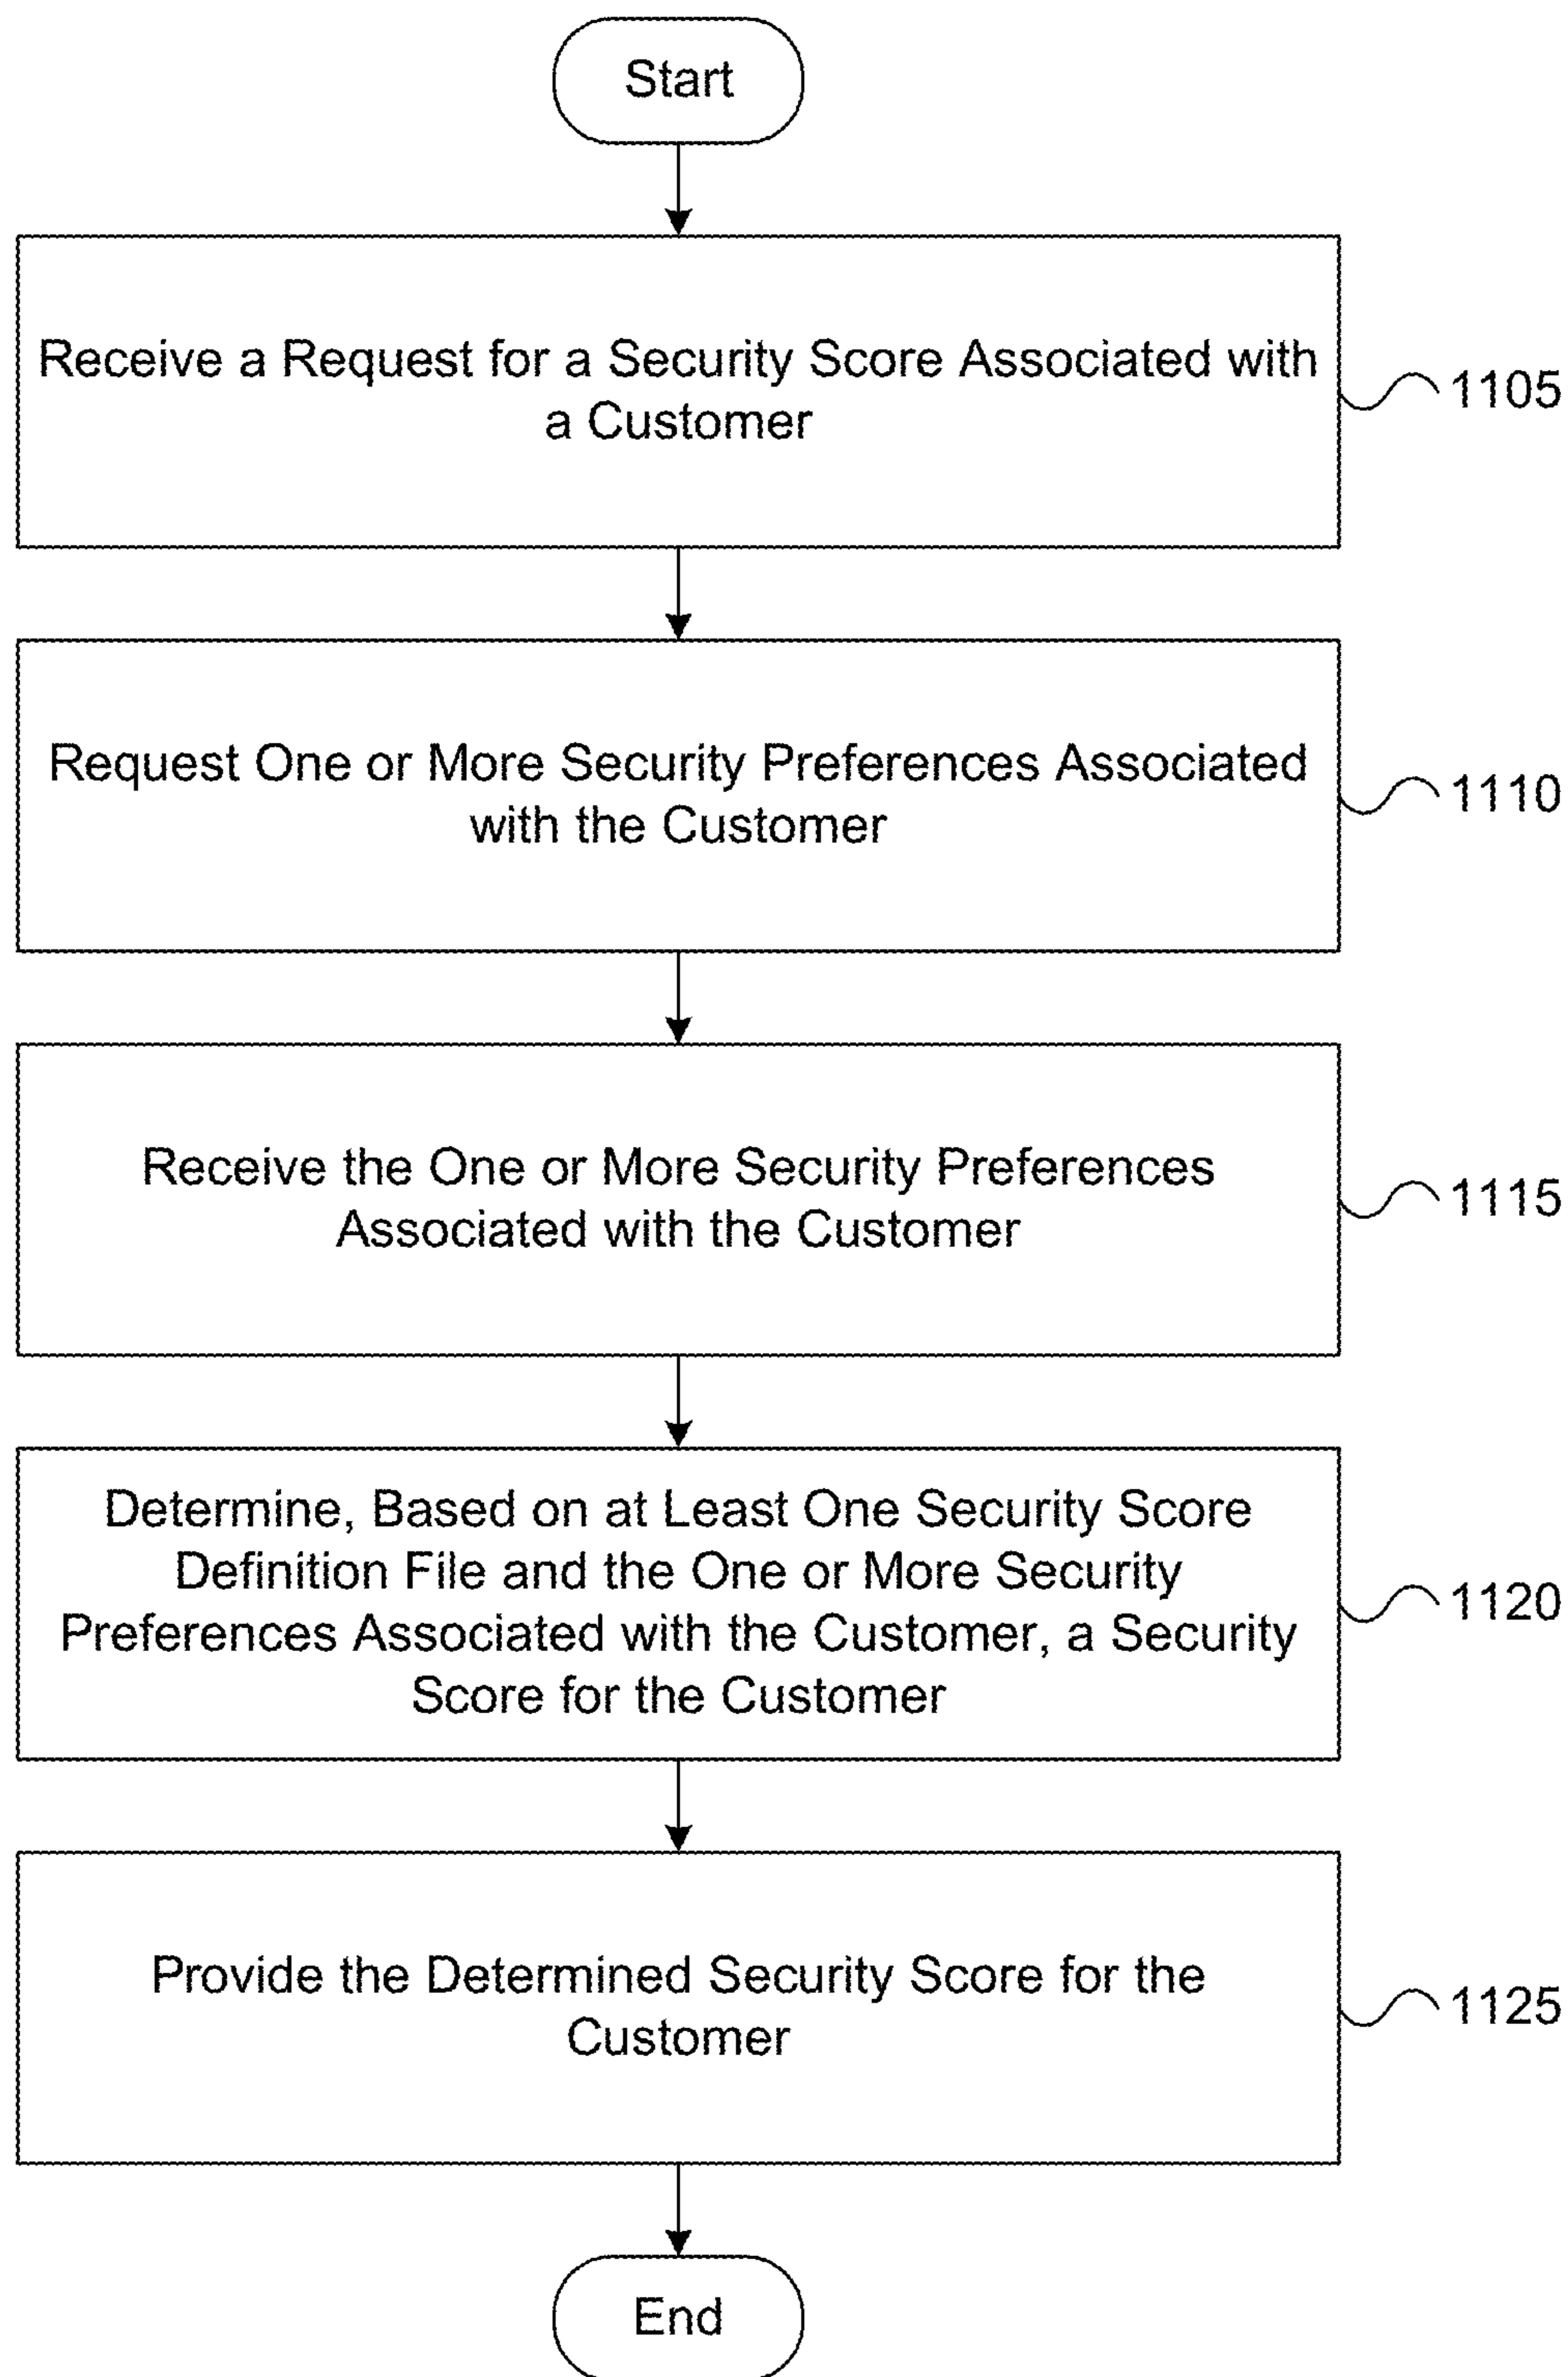 Start
Receive a Request for a Security Score Associated with
a Customer
1105
Request One or More Security Preferences Associated
with the Customer
1110
Receive the One or More Security Preferences
Associated with the Customer
1115
Determine, Based on at Least One Security Score
Definition File and the One or More Security
Preferences Associated with the Customer, a Security
Score for the Customer
1120
Provide the Determined Security Score for the
Customer
1125
End